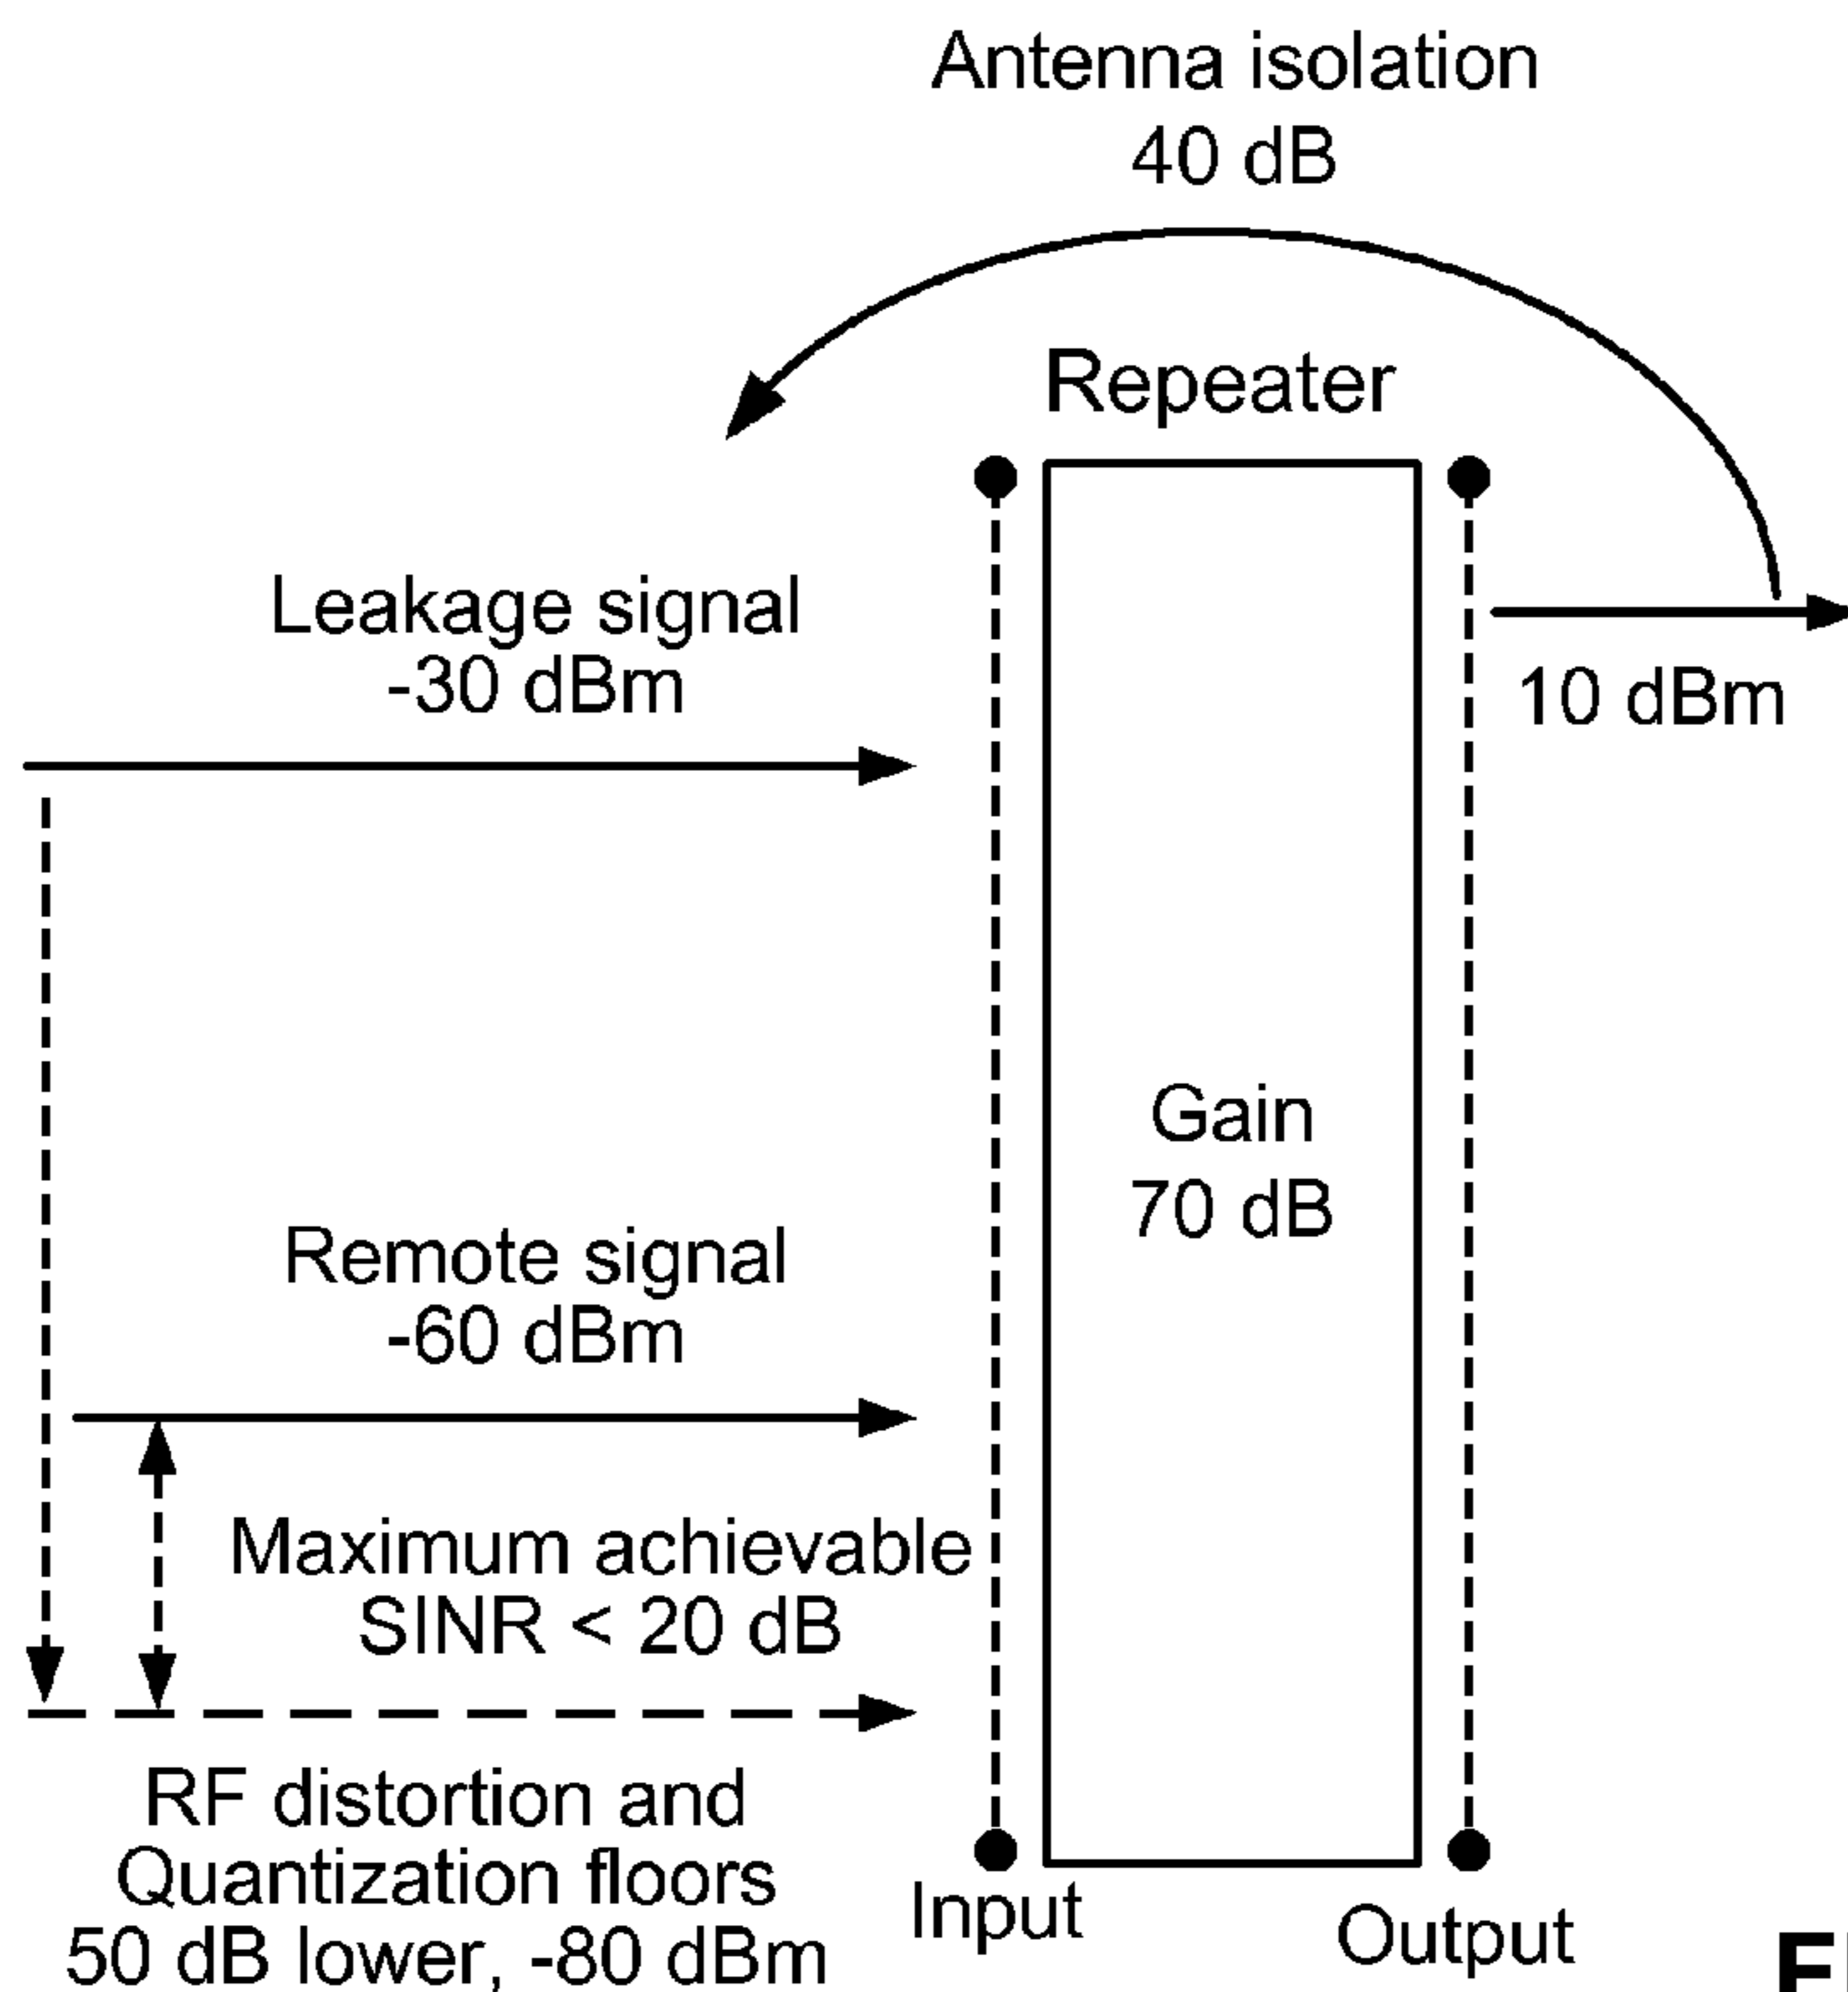 Antenna isolation
40 dB
Repeater
Leakage signal
-30 dBm
10 dBm
Gain
70 dB
Remote signal
-60 dBm
Maximum achievable
SINR < 20 dB
RF distortion and
Quantization floors
50 dB lower, -80 dBm
Input
Output